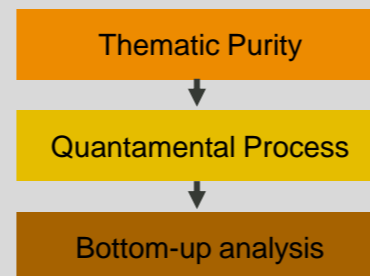 Thematic Purity
Quantamental Process
Bottom-up analysis